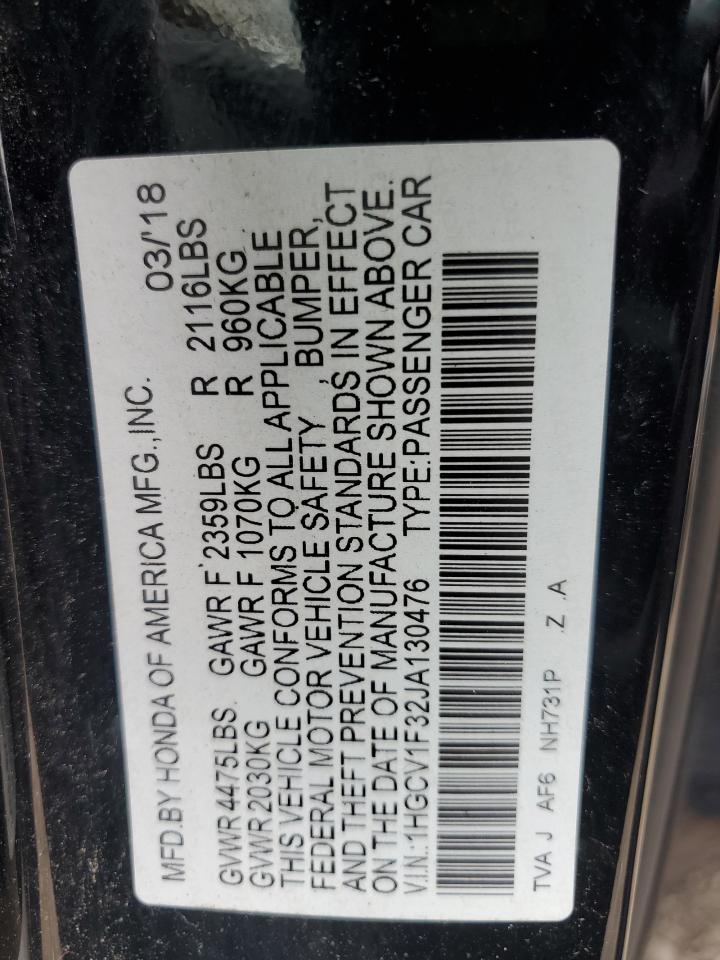 MFD.BY HONDA OF AMERICA MFG.,INC. 03/'18
GVWR 4475LBS. GAWR F 2359LBS R 2116LBS
GVWR 2030KG GAWR F 1070KG R 960KG
THIS VEHICLE CONFORMS TO ALL APPLICABLE
FEDERAL MOTOR VEHICLE SAFETY , BUMPER,
AND THEFT PREVENTION STANDARDS IN EFFECT
ON THE DATE OF MANUFACTURE SHOWN ABOVE.
V.I.N.:1HGCV1F32JA130476 TYPE:PASSENGER CAR
TVA J AF6 NH731P .Z .A